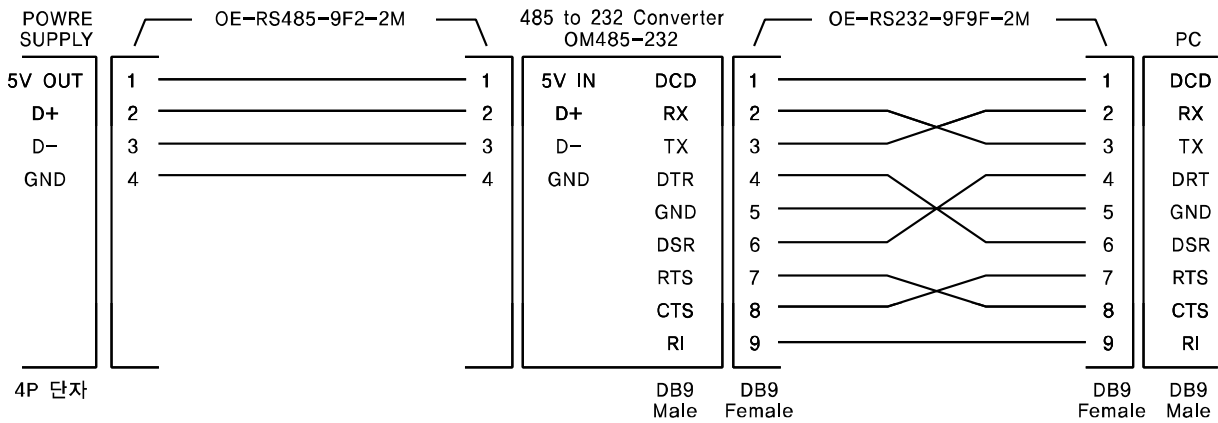 POWRE
SUPPLY
OE-RS485-9F2-2M
485 to 232 Converter
OM485-232
OE-RS232-9F9F-2M
PC
5V OUT 1 1 5V IN DCD 1 1 DCD
D+ 2 2 D+ RX 2 2 RX
D- 3 3 D- TX 3 3 TX
GND 4 4 GND DTR 4 4 DRT
GND 5 5 GND
DSR 6 6 DSR
RTS 7 7 RTS
CTS 8 8 CTS
RI 9 9 RI
4P 단자
DB9
Male
DB9
Female
DB9
Female
DB9
Male